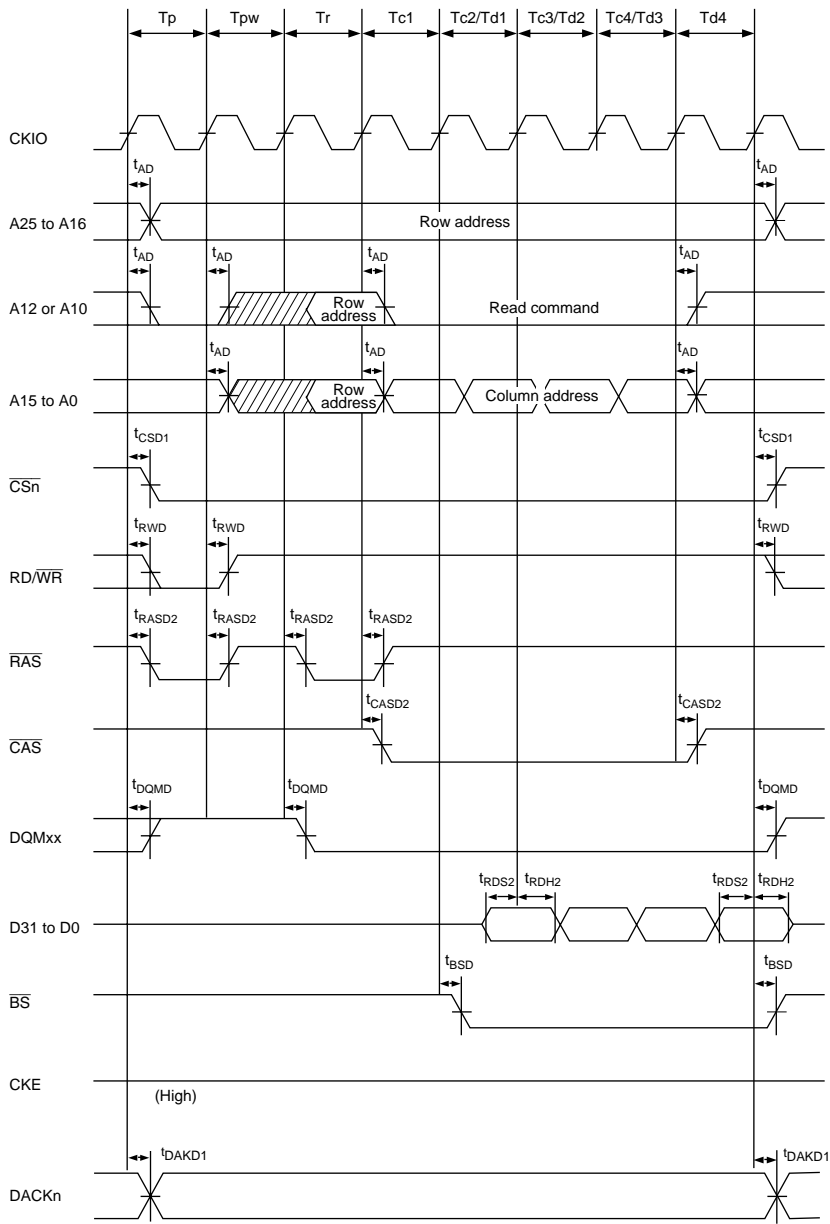 Tp Tpw Tr Tc1 Tc2/Td1 Tc3/Td2 Tc4/Td3 Td4
CKIO
tAD tAD
A25 to A16 Row address
tAD tAD tAD tAD
A12 or A10 Row address Read command
tAD tAD tAD
A15 to A0 Row address Column address
tCSD1 tCSD1
CSn
tRWD tRWD tRWD
RD/WR
tRASD2 tRASD2 tRASD2 tRASD2
RAS
tCASD2 tCASD2
CAS
tDQMD tDQMD tDQMD
DQMxx
tRDS2 tRDH2 tRDS2 tRDH2
D31 to D0
tBSD tBSD
BS
CKE
(High)
tDAKD1 tDAKD1
DACKn